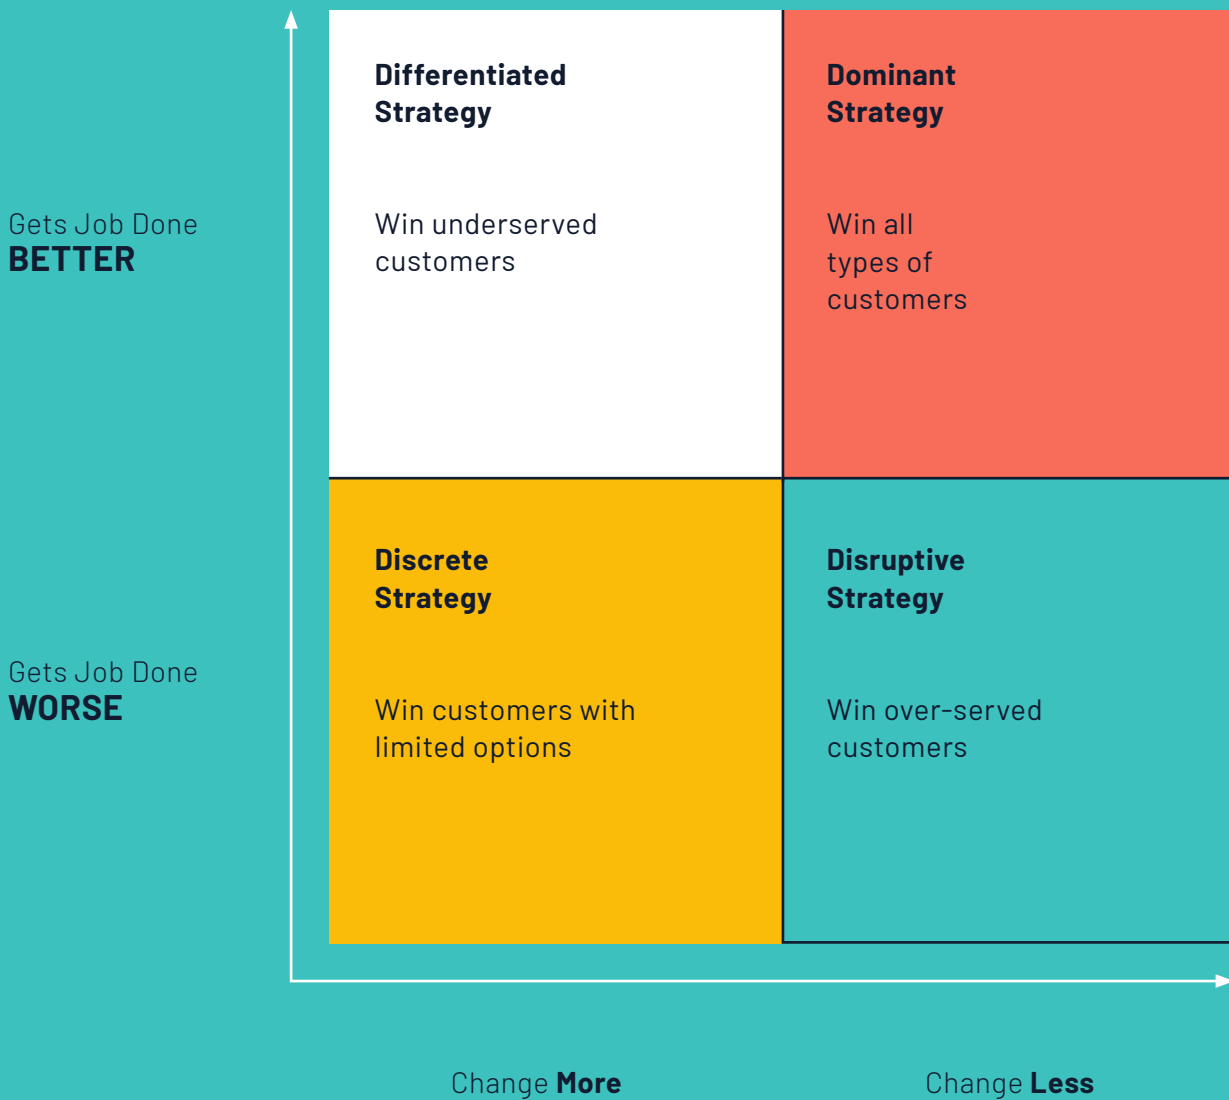 Differentiated
Strategy
Win underserved
customers
Dominant
Strategy
Win all
types of
customers
Gets Job Done
BETTER
Discrete
Strategy
Win customers with
limited options
Disruptive
Strategy
Win over-served
customers
Gets Job Done
WORSE
Change More
Change Less